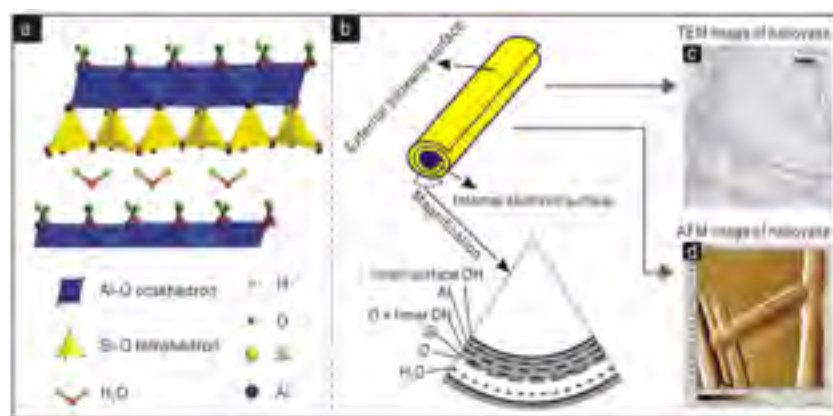 a
Al-O octahedron
Si-O tetrahedron
H₂O
H
O
Si
Al
b
External siloxane surface
Internal aluminol surface
Magnification
Inner surface OH
Al
O + Inner OH
Si
O
H₂O
TEM image of halloysite
c
AFM image of halloysite
d